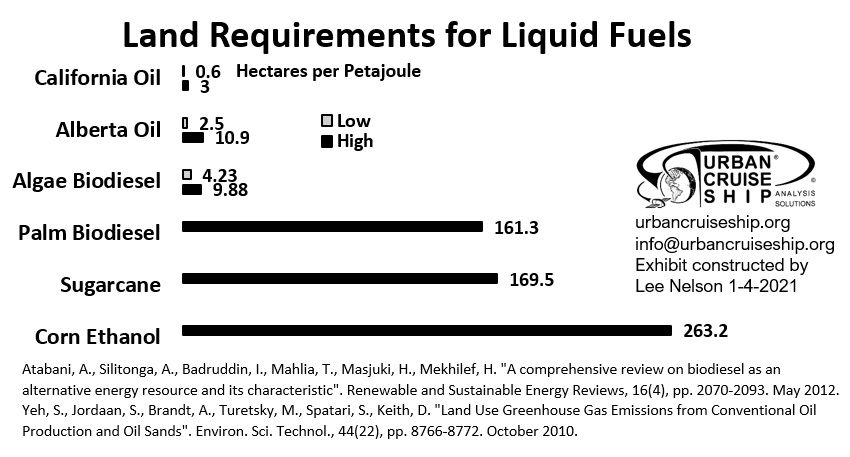 Land Requirements for Liquid Fuels
California Oil 0.6 Hectares per Petajoule
3
Alberta Oil 2.5 Low
10.9 High
Algae Biodiesel 4.23
9.88
Palm Biodiesel 161.3
Sugarcane 169.5
Corn Ethanol 263.2
URBAN®
CRUISE ©
SHIP ANALYSIS
SOLUTIONS
urbancruiseship.org
info@urbancruiseship.org
Exhibit constructed by
Lee Nelson 1-4-2021
Atabani, A., Silitonga, A., Badruddin, I., Mahlia, T., Masjuki, H., Mekhilef, H. "A comprehensive review on biodiesel as an
alternative energy resource and its characteristic". Renewable and Sustainable Energy Reviews, 16(4), pp. 2070-2093. May 2012.
Yeh, S., Jordaan, S., Brandt, A., Turetsky, M., Spatari, S., Keith, D. "Land Use Greenhouse Gas Emissions from Conventional Oil
Production and Oil Sands". Environ. Sci. Technol., 44(22), pp. 8766-8772. October 2010.